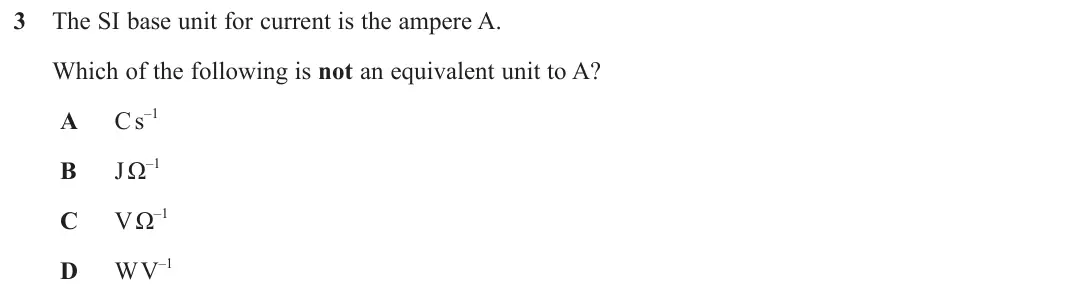 3 The SI base unit for current is the ampere A.
Which of the following is not an equivalent unit to A?
A C s⁻¹
B J Ω⁻¹
C V Ω⁻¹
D W V⁻¹